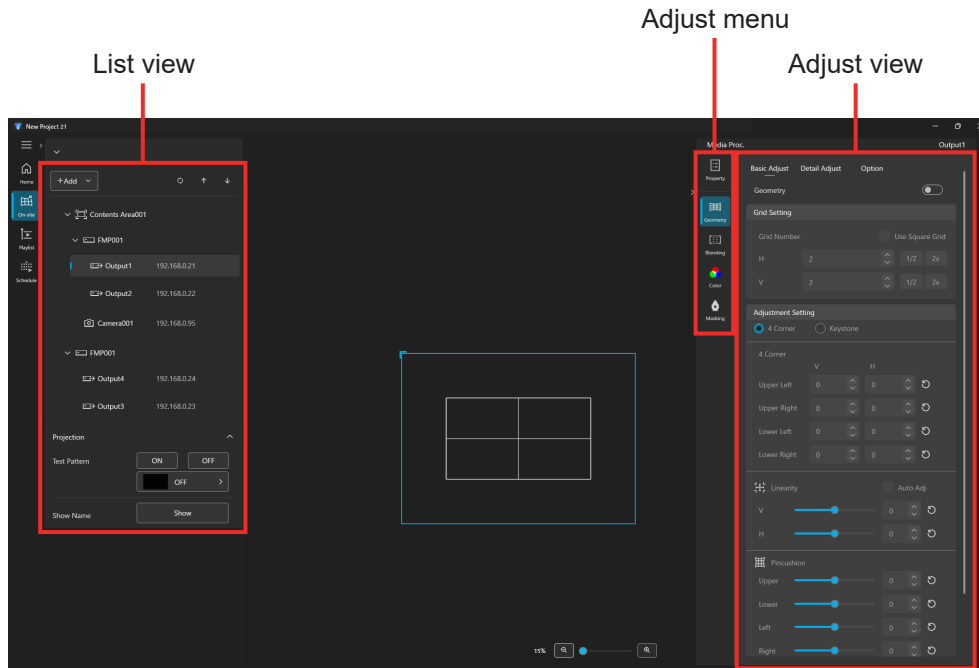 Adjust menu
List view
Adjust view
New Project 21
Media Proc.
Output1
Home
On-site
Playlist
Schedule
+Add
Contents Area001
FMP001
Output1 192.168.0.21
Output2 192.168.0.22
Camera001 192.168.0.95
FMP001
Output4 192.168.0.24
Output3 192.168.0.23
Projection
Test Pattern ON OFF
OFF
Show Name Show
15%
Property
Geometry
Blending
Color
Masking
Basic Adjust Detail Adjust Option
Geometry
Grid Setting
Grid Number Use Square Grid
H 2 1/2 2x
V 2 1/2 2x
Adjustment Setting
4 Corner Keystone
4 Corner
V H
Upper Left 0 0
Upper Right 0 0
Lower Left 0 0
Lower Right 0 0
Linearity Auto Adj
V 0
H 0
Pincushion
Upper 0
Lower 0
Left 0
Right 0